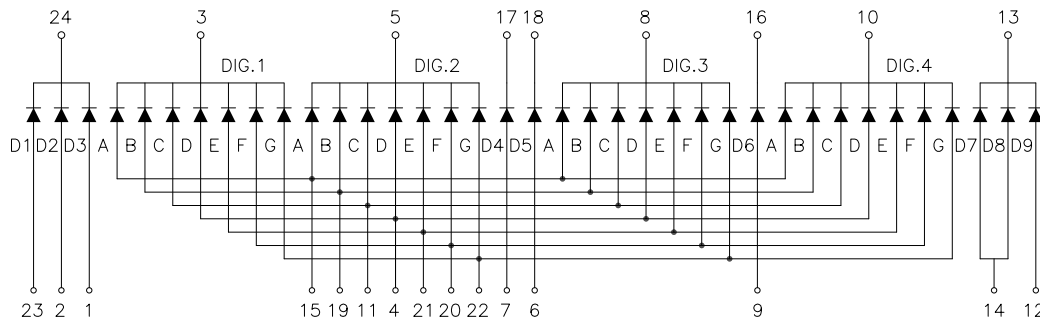 24 3 5 17 18 8 16 10 13
DIG.1 DIG.2 DIG.3 DIG.4
D1 D2 D3 A B C D E F G A B C D E F G D4 D5 A B C D E F G D6 A B C D E F G D7 D8 D9
23 2 1 15 19 11 4 21 20 22 7 6 9 14 12